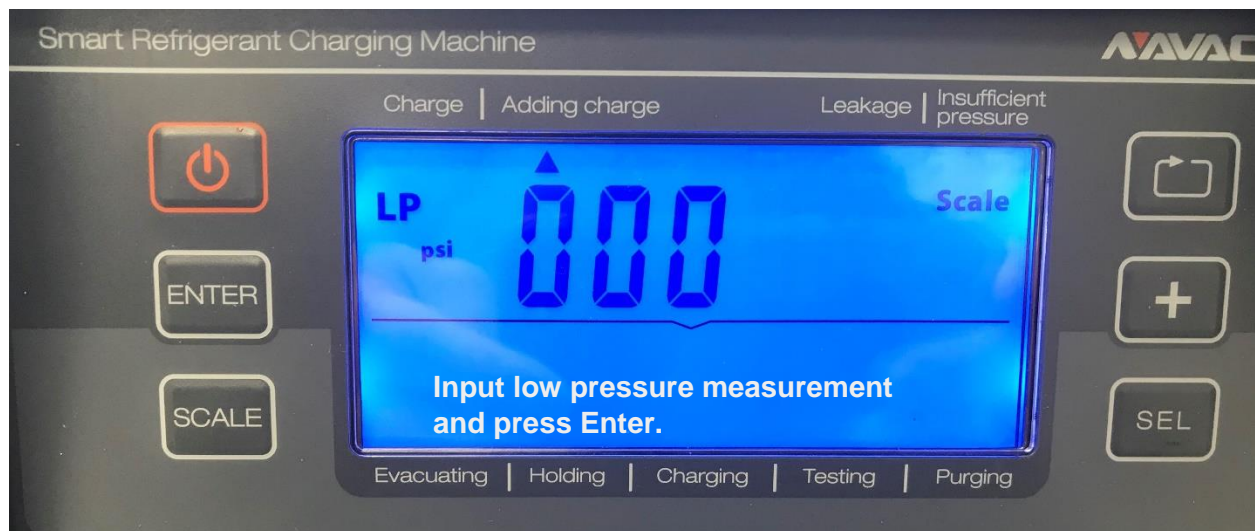 Smart Refrigerant Charging Machine
NAVAC
Charge | Adding charge
Leakage | Insufficient pressure
LP
psi
000
Scale
ENTER
SCALE
Input low pressure measurement
and press Enter.
+
SEL
Evacuating | Holding | Charging | Testing | Purging